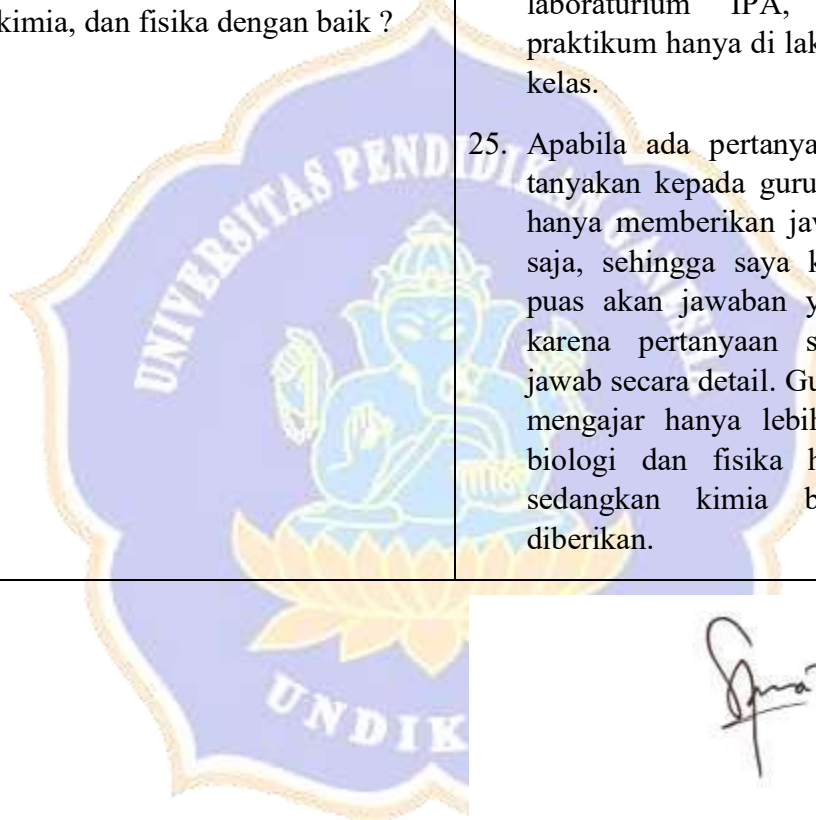 kimia, dan fisika dengan baik ?
laboraturium IPA,
praktikum hanya di lak
kelas.
25. Apabila ada pertanya
tanyakan kepada guru
hanya memberikan jaw
saja, sehingga saya k
puas akan jawaban y
karena pertanyaan s
jawab secara detail. Gu
mengajar hanya lebih
biologi dan fisika h
sedangkan kimia b
diberikan.
UNIVERSITAS PENDIDIKAN GANESHA
UNDIK